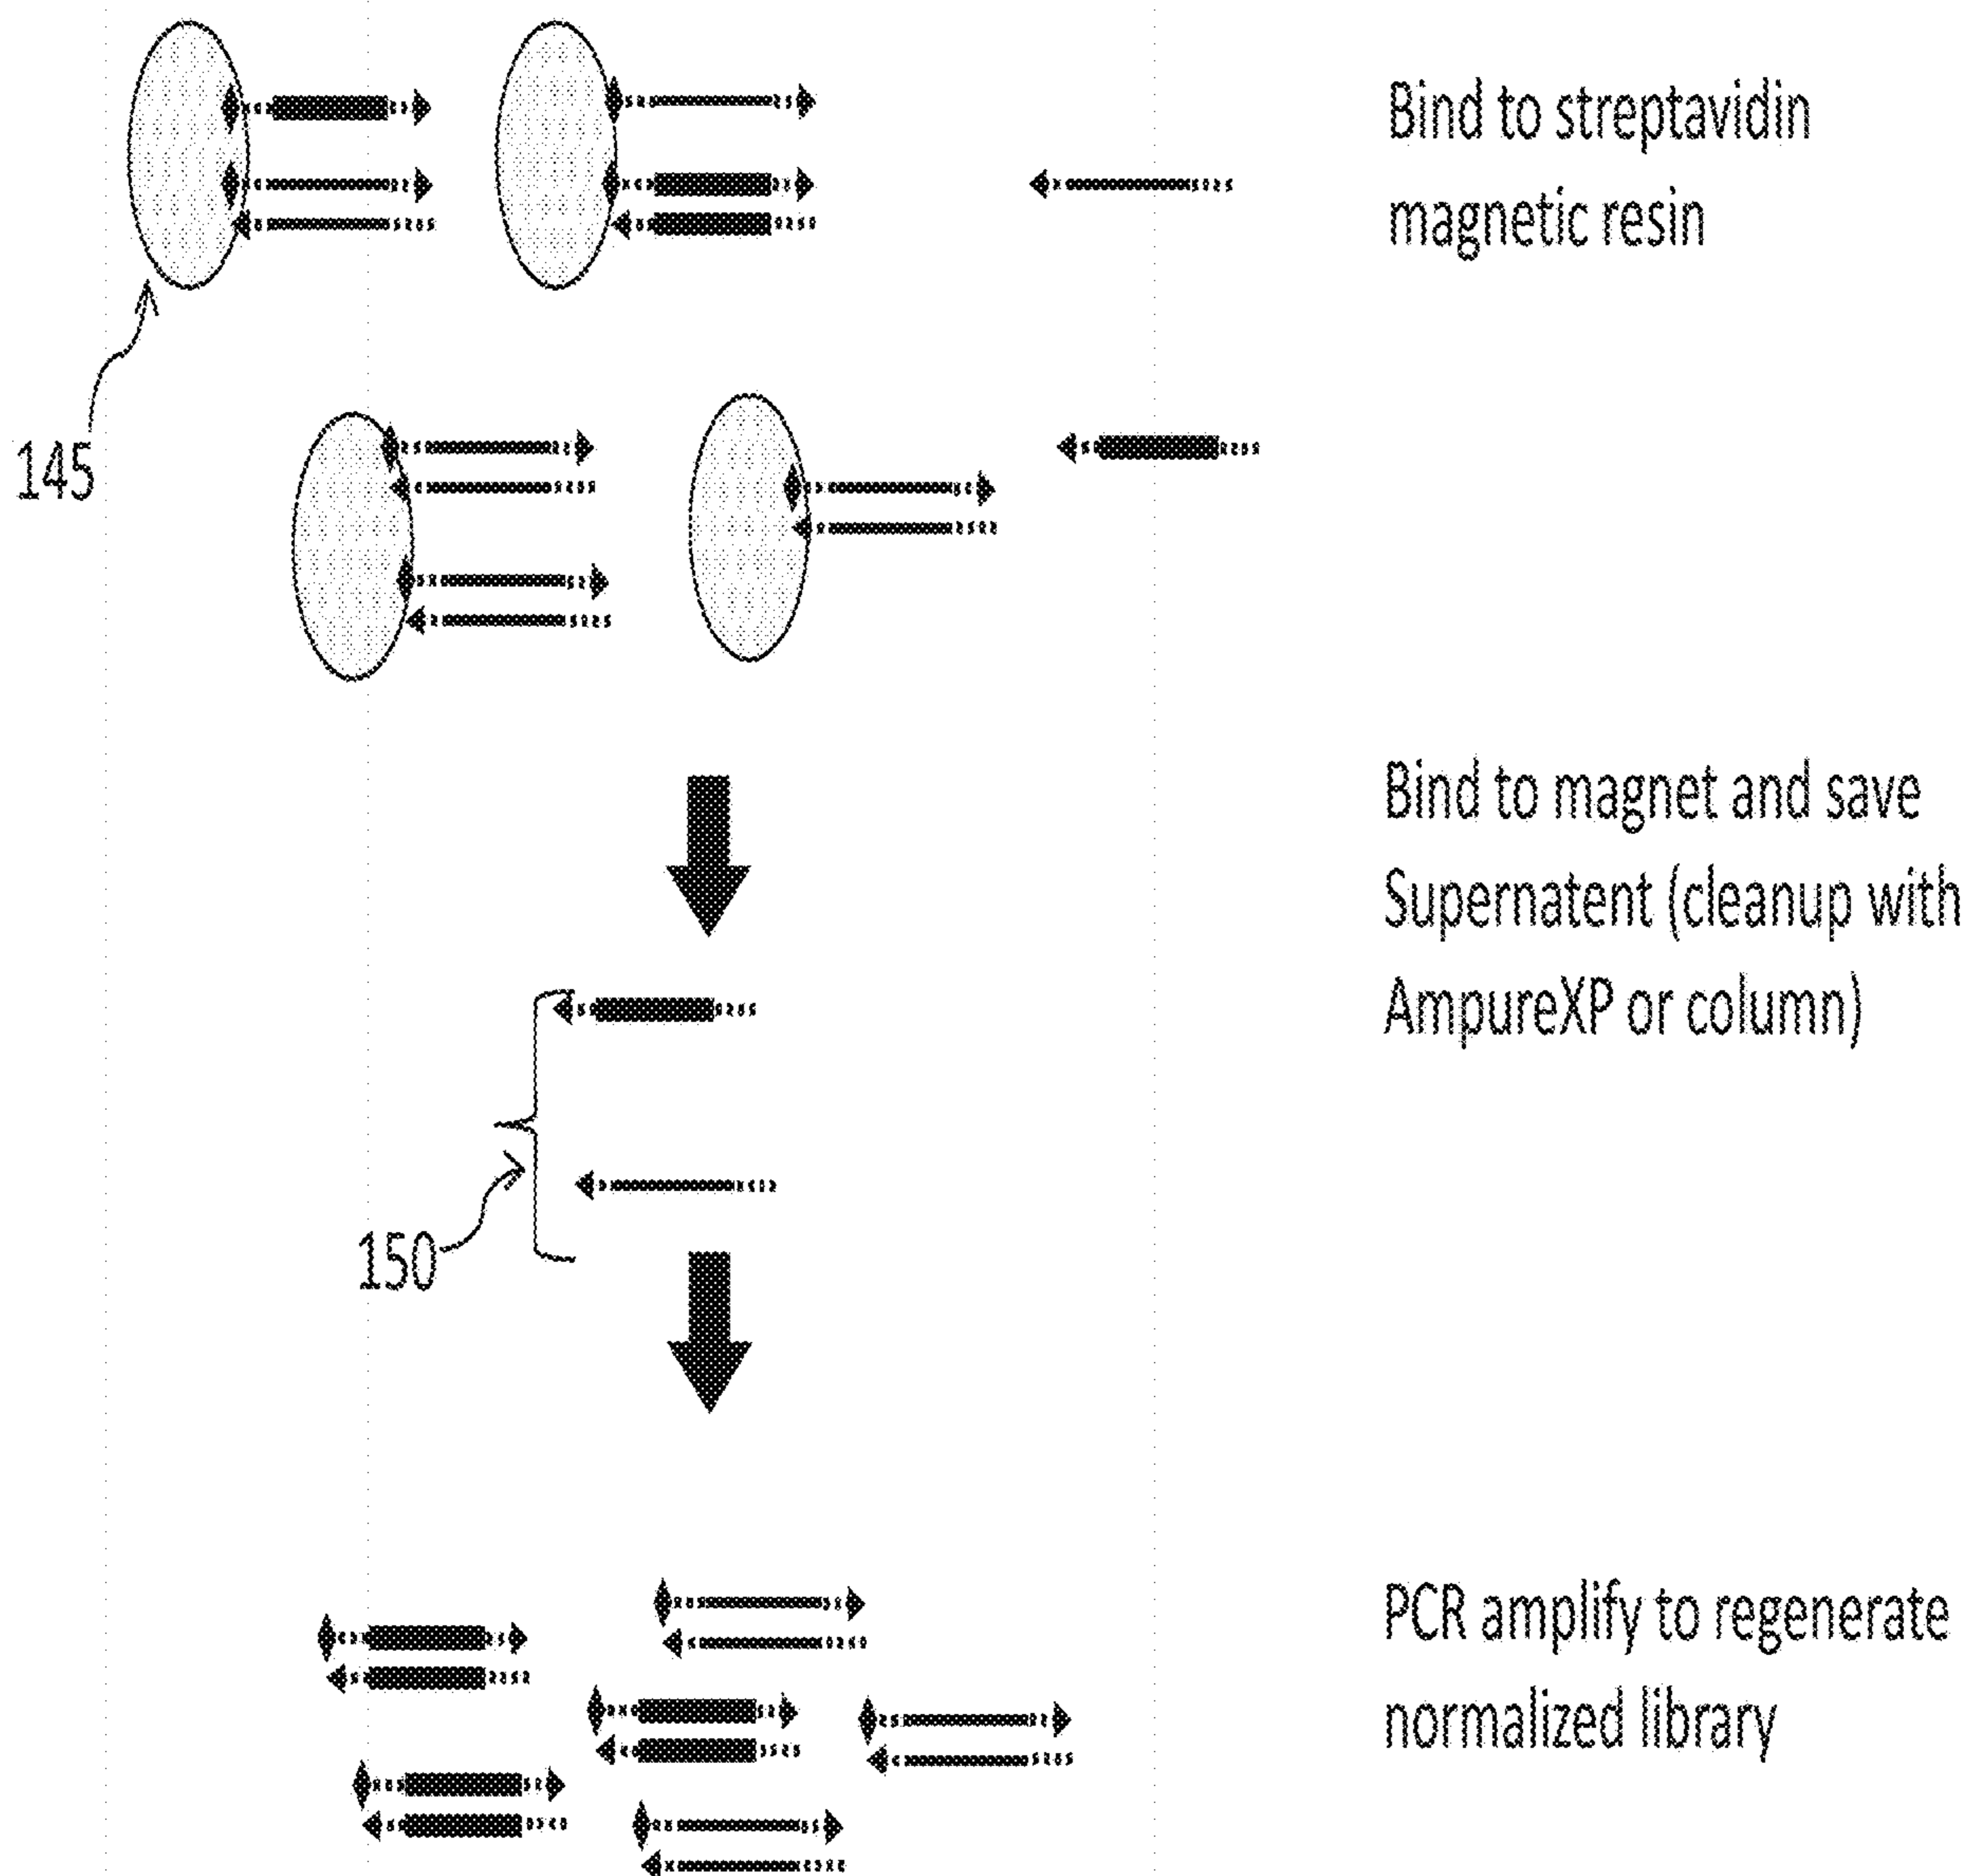 Bind to streptavidin
magnetic resin
145
Bind to magnet and save
Supernatent (cleanup with
AmpureXP or column)
150
PCR amplify to regenerate
normalized library